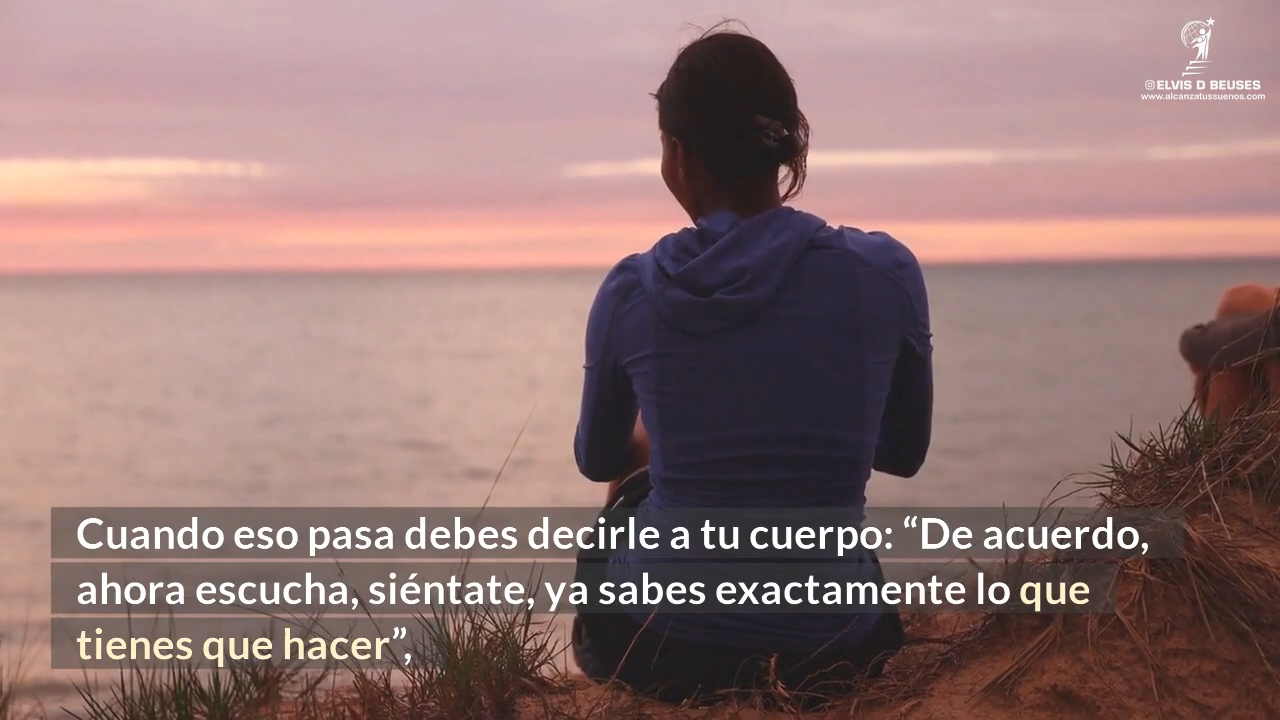 ELVIS D BEUSES
www.alcanzatussuenos.com
Cuando eso pasa debes decirle a tu cuerpo: “De acuerdo,
ahora escucha, siéntate, ya sabes exactamente lo que
tienes que hacer”,